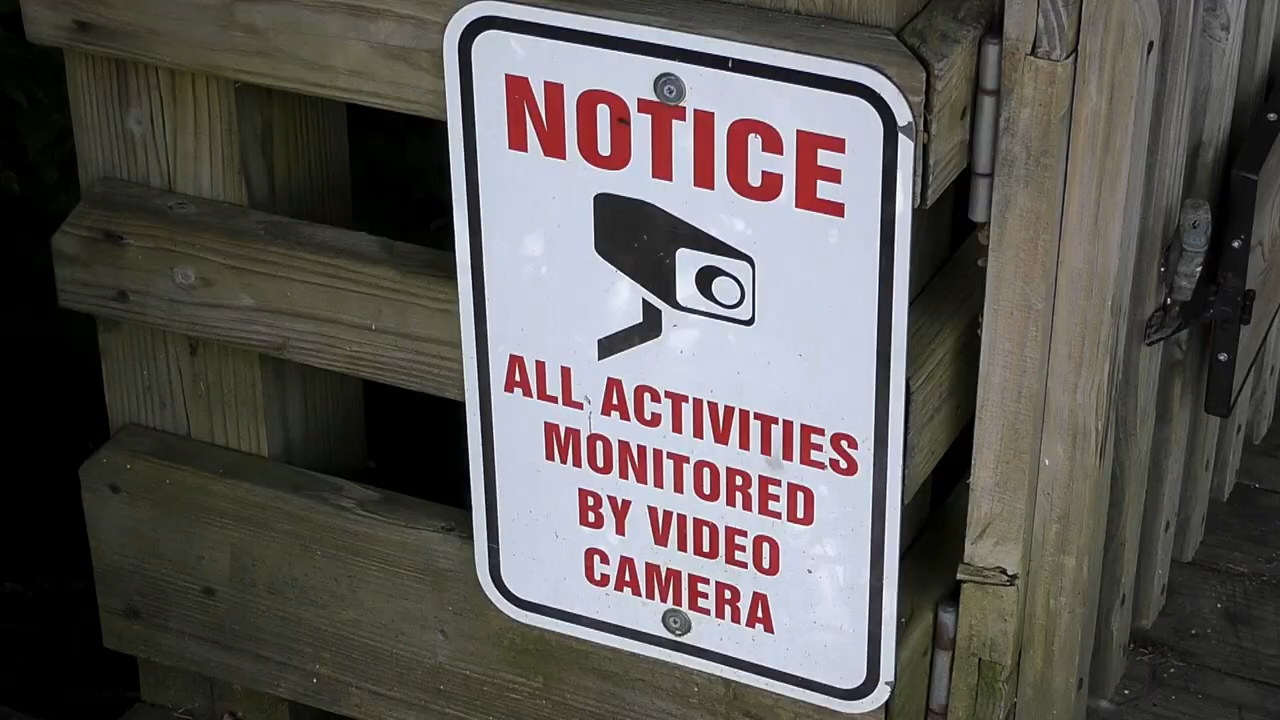 NOTICE
ALL ACTIVITIES
MONITORED
BY VIDEO
CAMERA